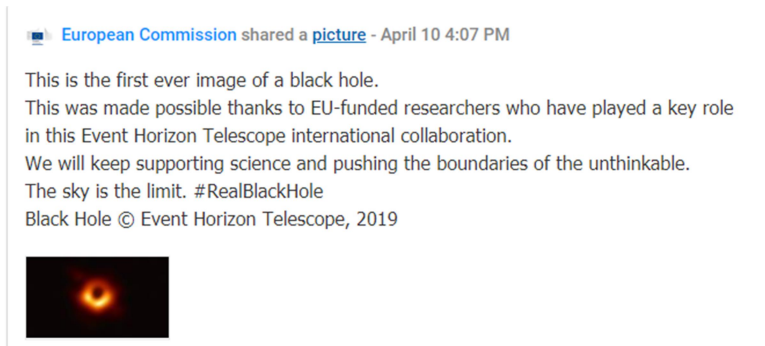 European Commission shared a picture - April 10 4:07 PM
This is the first ever image of a black hole.
This was made possible thanks to EU-funded researchers who have played a key role
in this Event Horizon Telescope international collaboration.
We will keep supporting science and pushing the boundaries of the unthinkable.
The sky is the limit. #RealBlackHole
Black Hole © Event Horizon Telescope, 2019